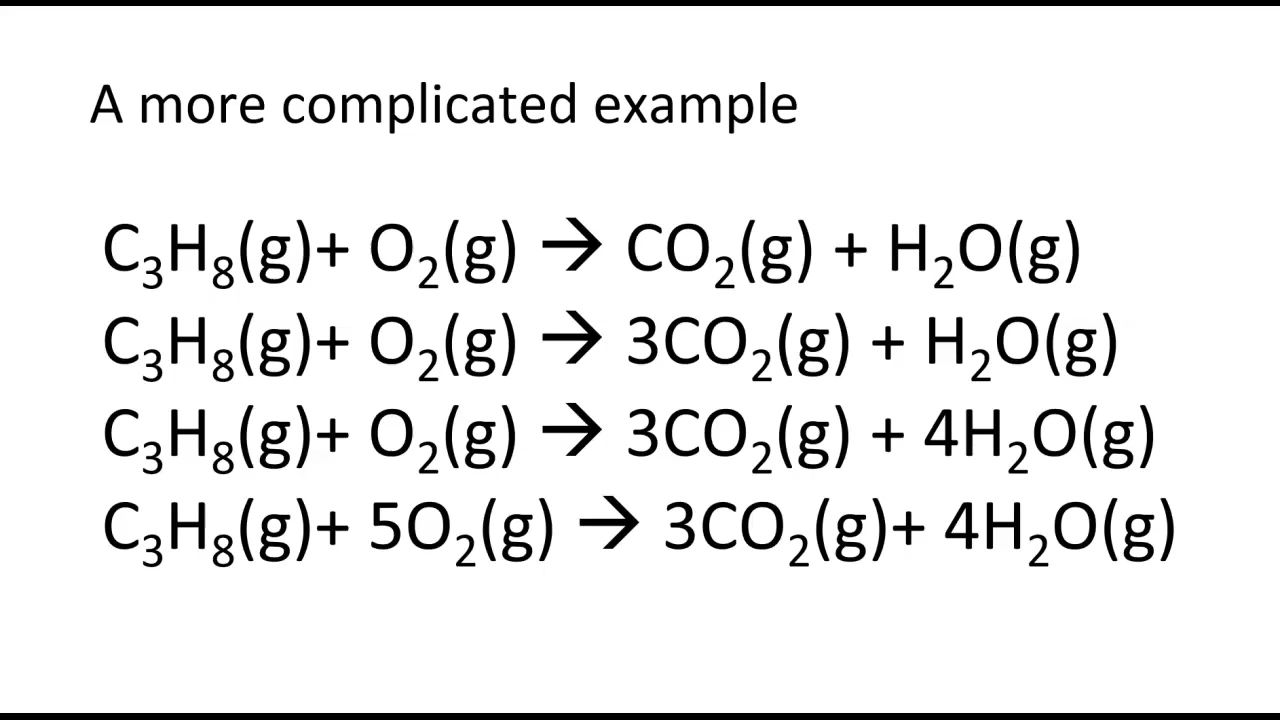 A more complicated example
C₃H₈(g)+ O₂(g) → CO₂(g) + H₂O(g)
C₃H₈(g)+ O₂(g) → 3CO₂(g) + H₂O(g)
C₃H₈(g)+ O₂(g) → 3CO₂(g) + 4H₂O(g)
C₃H₈(g)+ 5O₂(g) → 3CO₂(g)+ 4H₂O(g)